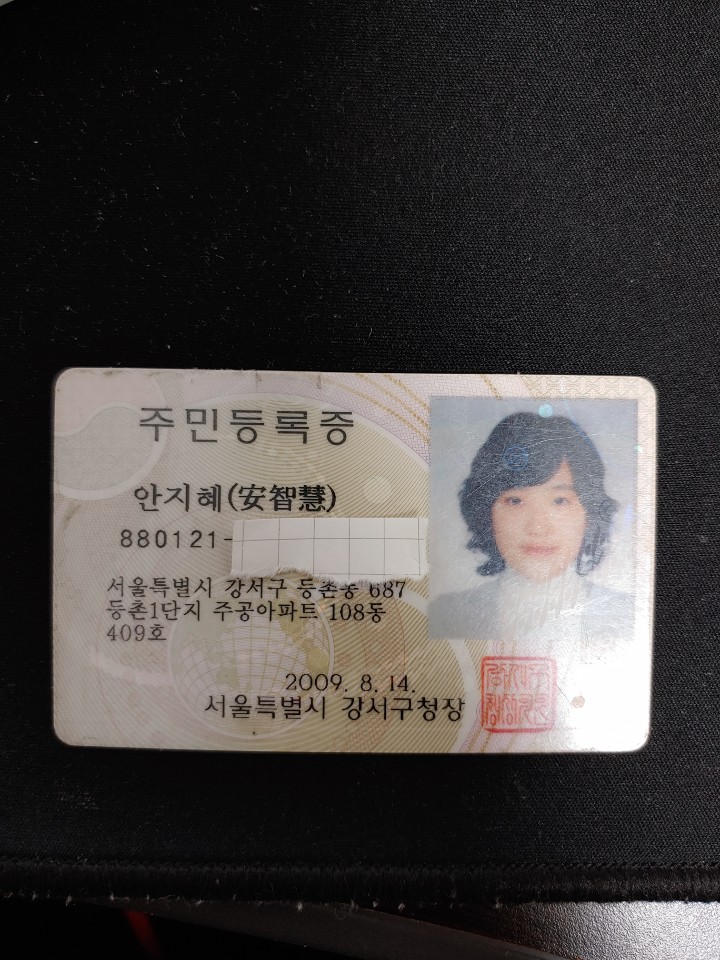 주민등록증
안지혜(安智慧)
880121-
서울특별시 강서구 등촌동 687
등촌1단지 주공아파트 108동
409호
2009. 8. 14.
서울특별시 강서구청장